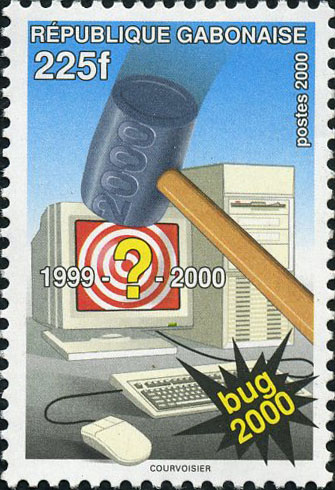 RÉPUBLIQUE GABONAISE
225f
postes 2000
2000
1999 - ? - 2000
bug
2000
COURVOISIER